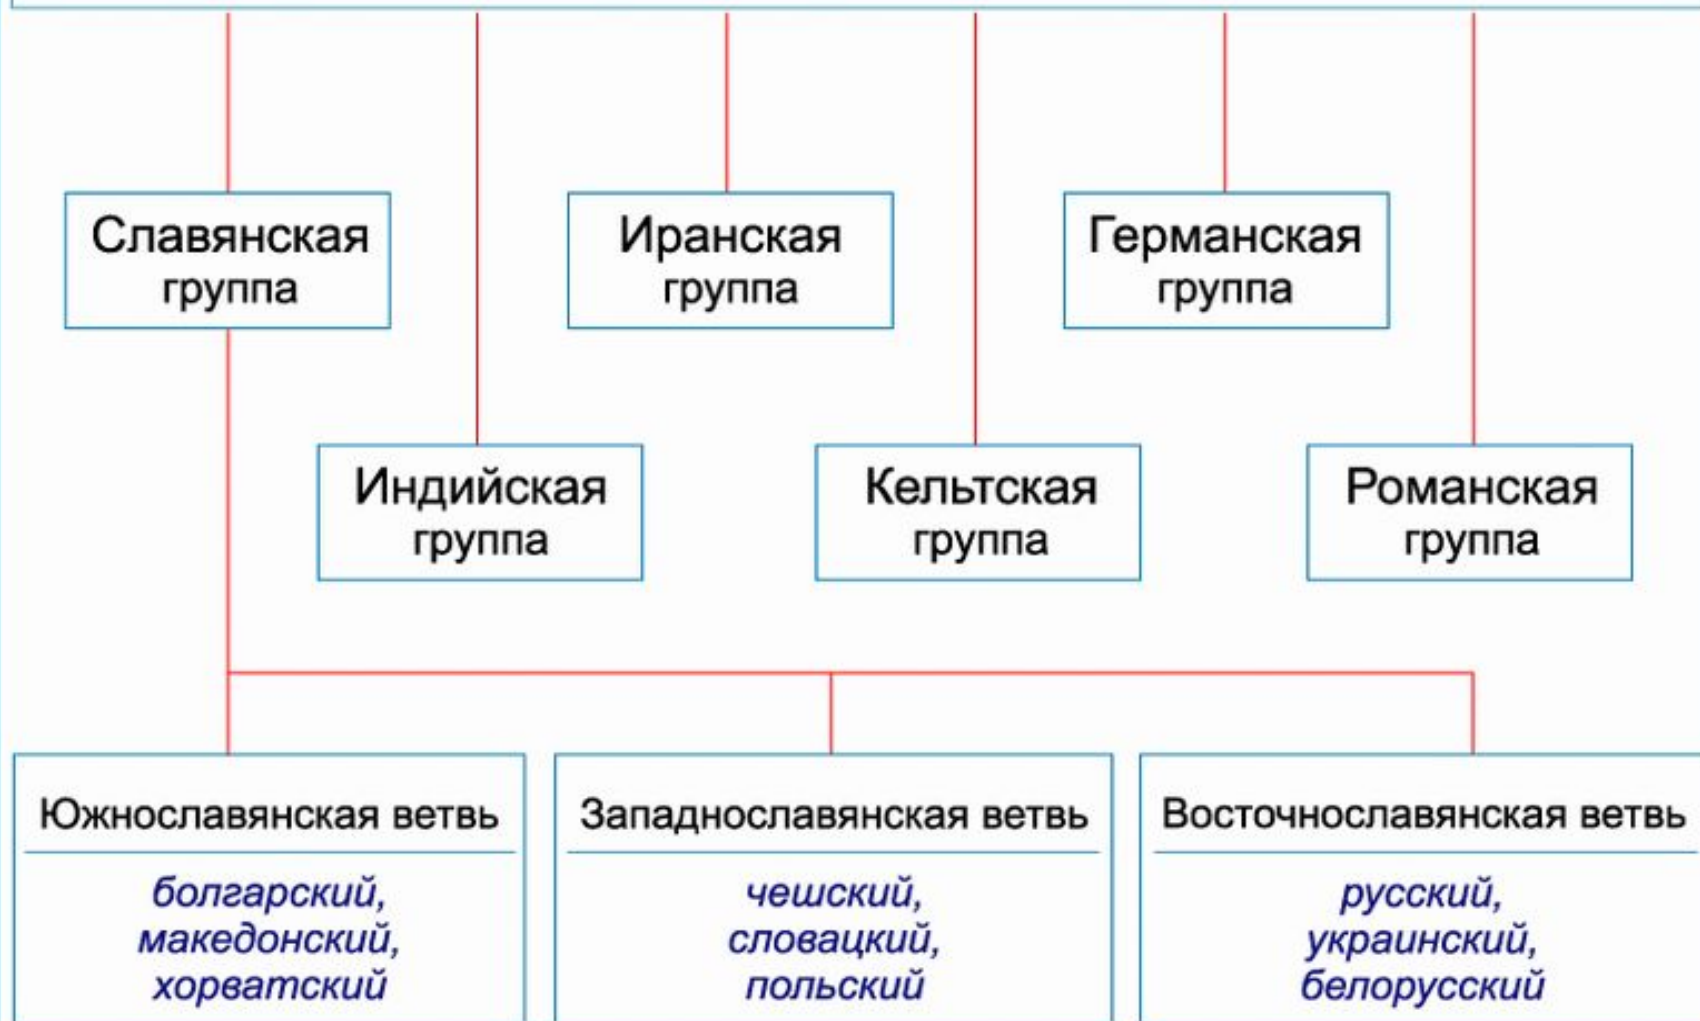 Славянская
группа
Иранская
группа
Германская
группа
Индийская
группа
Кельтская
группа
Романская
группа
Южнославянская ветвь
болгарский,
македонский,
хорватский
Западнославянская ветвь
чешский,
словацкий,
польский
Восточнославянская ветвь
русский,
украинский,
белорусский